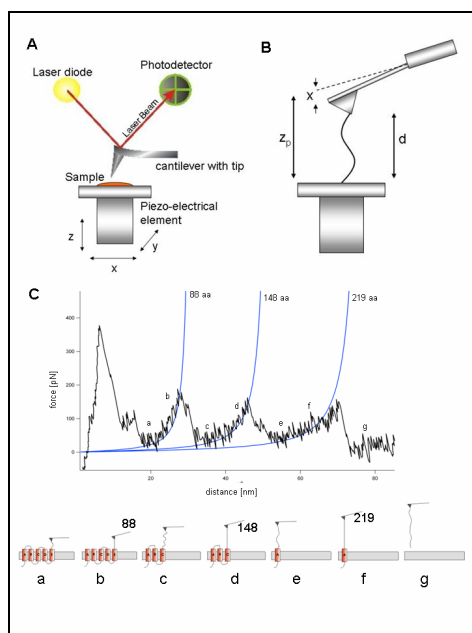 A
Laser diode
Photodetector
Laser Beam
cantilever with tip
Sample
Piezo-electrical
element
z
y
x
B
x
zp
d
C
88 aa
148 aa
219 aa
force [pN]
400
300
200
100
0
a
b
c
d
e
f
g
20
40
60
80
distance [nm]
88
148
219
a
b
c
d
e
f
g